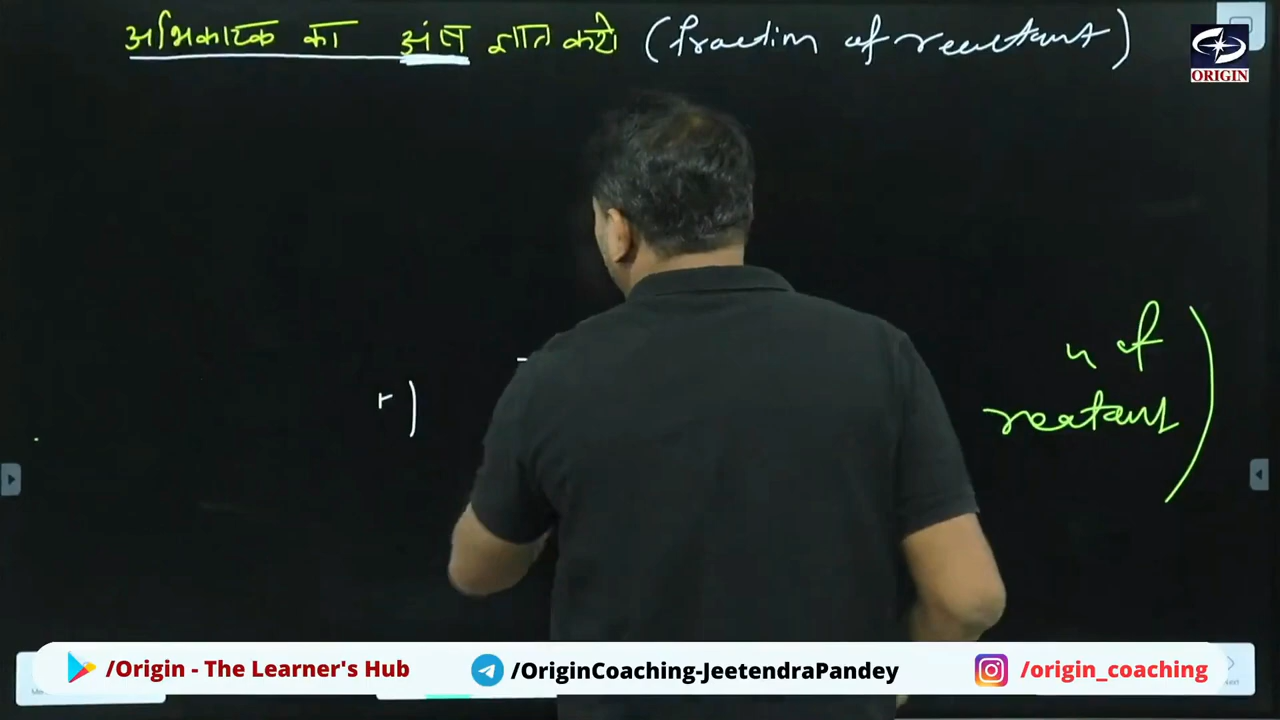 अभिकारक का अंश ज्ञात करो (fraction of reactant)
ORIGIN
n of
reactant)
r)
/Origin - The Learner's Hub
/OriginCoaching-JeetendraPandey
/origin_coaching